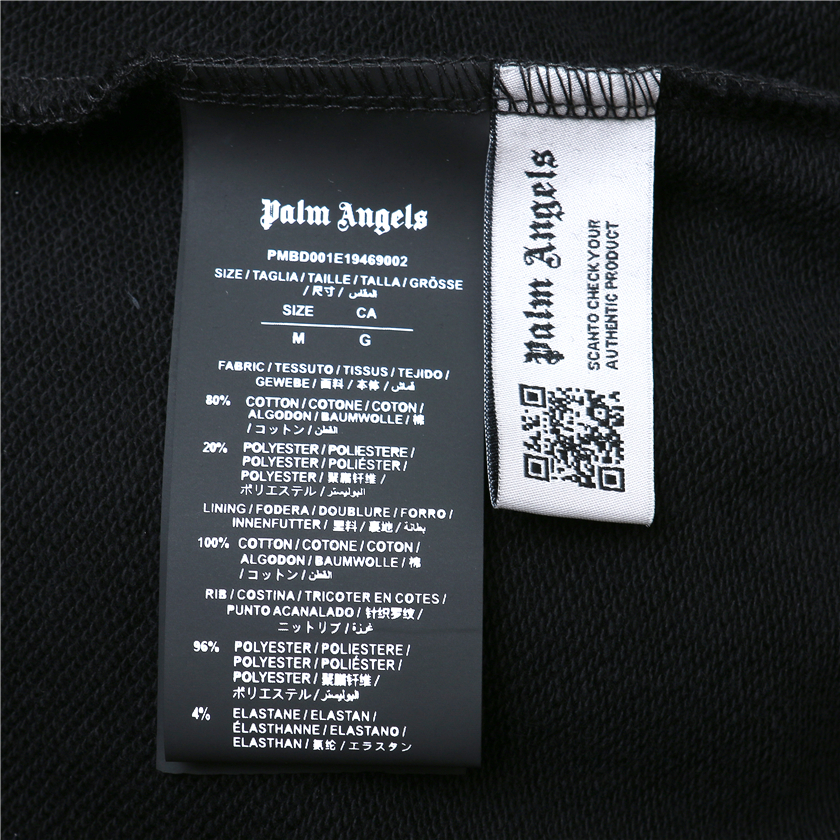 Palm Angels
PMBD001E19469002
SIZE / TAGLIA / TAILLE / TALLA / GRÖSSE
/ 尺寸 / المقاس
SIZE CA
M G
FABRIC / TESSUTO / TISSUS / TEJIDO /
GEWEBE / 面料 / 本体 / قماش
80% COTTON / COTONE / COTON /
ALGODON / BAUMWOLLE / 棉
/ コットン / القطن
20% POLYESTER / POLIESTERE /
POLYESTER / POLIÉSTER /
POLYESTER / 聚酯纤维 /
ポリエステル / البوليستر
LINING / FODERA / DOUBLURE / FORRO /
INNENFUTTER / 里料 / 裏地 / بطانة
100% COTTON / COTONE / COTON /
ALGODON / BAUMWOLLE / 棉
/ コットン / القطن
RIB / COSTINA / TRICOTER EN COTES /
PUNTO ACANALADO / 针织罗纹 /
ニットリブ / غرزة
96% POLYESTER / POLIESTERE /
POLYESTER / POLIÉSTER /
POLYESTER / 聚酯纤维 /
ポリエステル / البوليستر
4% ELASTANE / ELASTAN /
ÉLASTHANNE / ELASTANO /
ELASTHAN / 氨纶 / エラスタン
Palm Angels
SCAN TO CHECK YOUR
AUTHENTIC PRODUCT